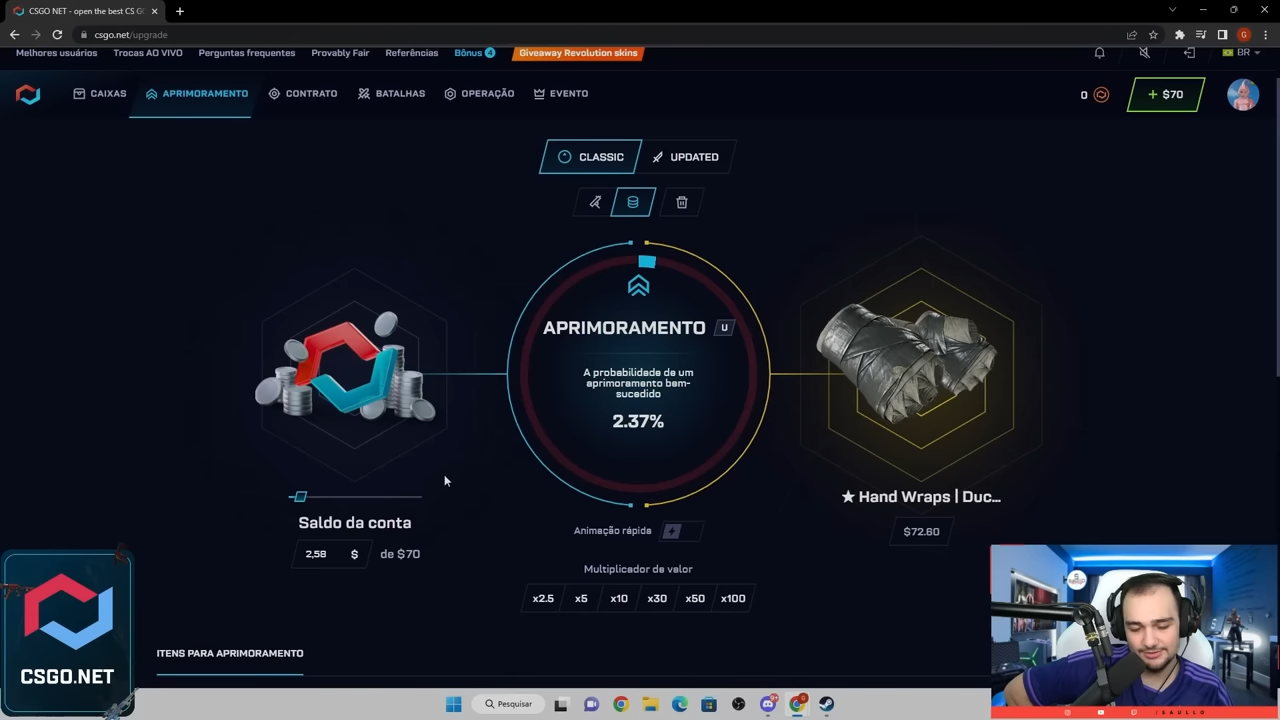 CSGO NET - open the best CS G
csgo.net/upgrade
G
Melhores usuários Trocas AO VIVO Perguntas frequentes Provably Fair Referências Bônus 4 Giveaway Revolution skins BR
CAIXAS APRIMORAMENTO CONTRATO BATALHAS OPERAÇÃO EVENTO 0 + $70
CLASSIC UPDATED
APRIMORAMENTO U
A probabilidade de um
aprimoramento bem-
sucedido
2.37%
Saldo da conta
2,58 $ de $70
★ Hand Wraps | Duc...
$72.60
Animação rápida
Multiplicador de valor
x2.5 x5 x10 x30 x50 x100
ITENS PARA APRIMORAMENTO
CSGO.NET
Pesquisar
SAULLO